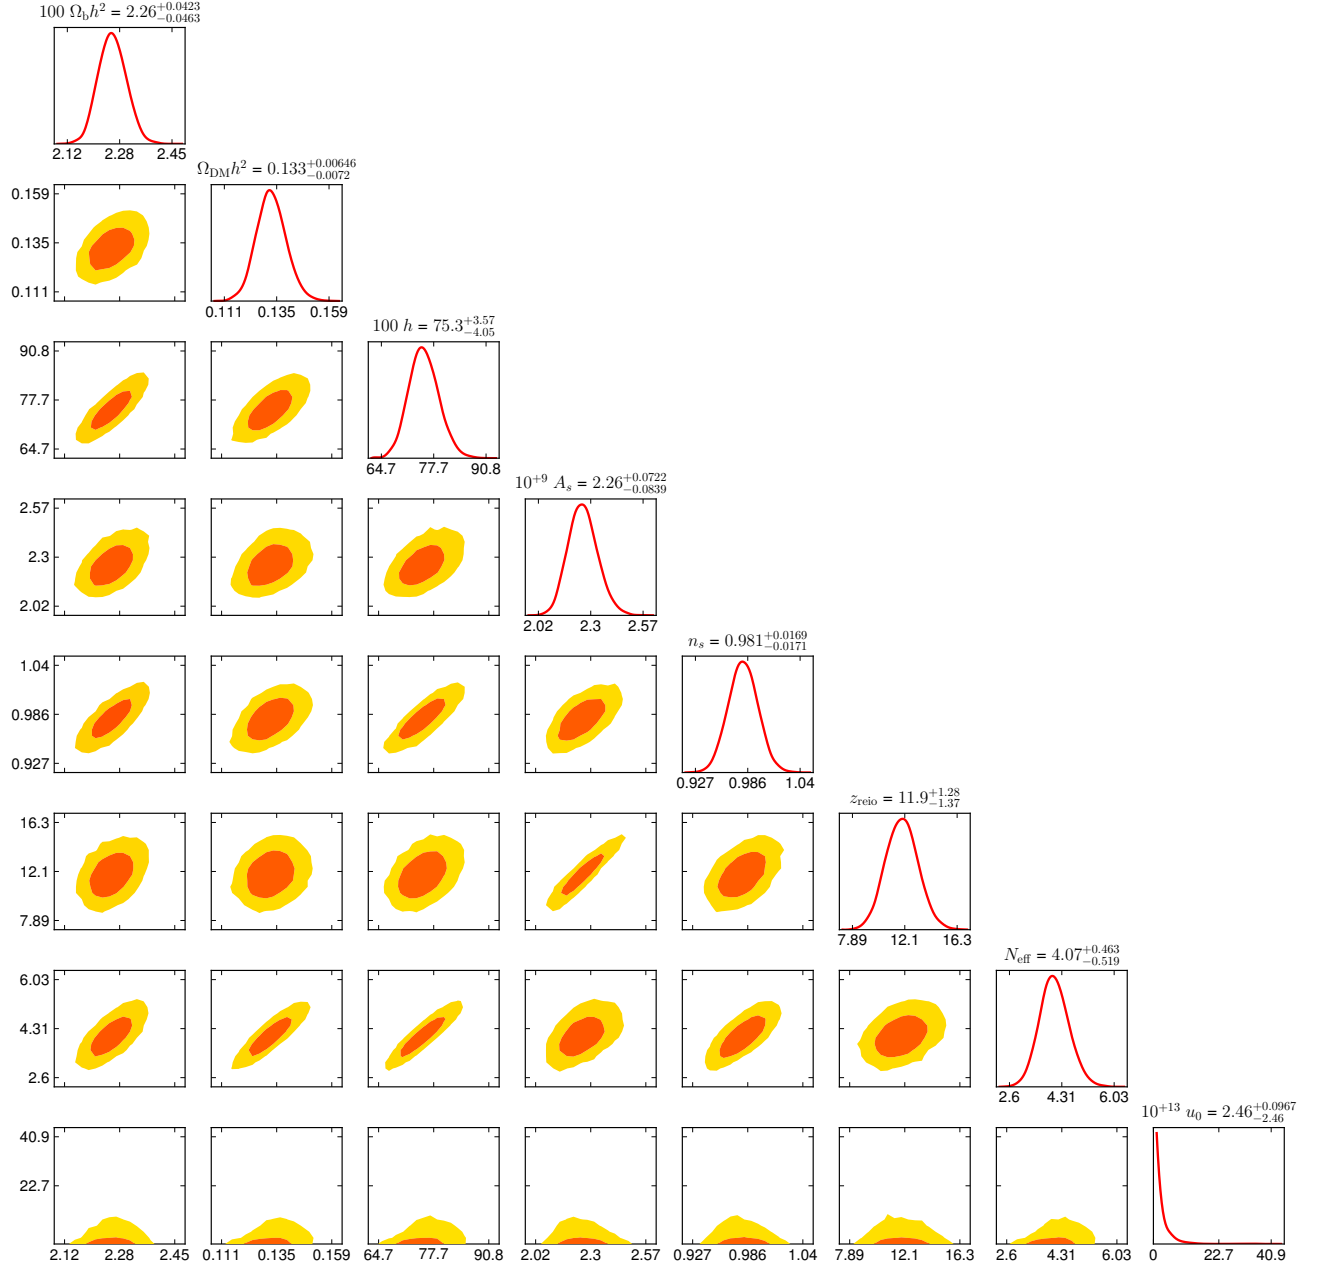 100 Ω_b h² = 2.26^{+0.0423}_{-0.0463}
2.12 2.28 2.45
Ω_DM h² = 0.133^{+0.00646}_{-0.0072}
0.159
0.135
0.111
0.111 0.135 0.159
100 h = 75.3^{+3.57}_{-4.05}
90.8
77.7
64.7
64.7 77.7 90.8
10^{+9} A_s = 2.26^{+0.0722}_{-0.0839}
2.57
2.3
2.02
2.02 2.3 2.57
n_s = 0.981^{+0.0169}_{-0.0171}
1.04
0.986
0.927
0.927 0.986 1.04
z_reio = 11.9^{+1.28}_{-1.37}
16.3
12.1
7.89
7.89 12.1 16.3
N_eff = 4.07^{+0.463}_{-0.519}
6.03
4.31
2.6
2.6 4.31 6.03
10^{+13} u_0 = 2.46^{+0.0967}_{-2.46}
40.9
22.7
2.12 2.28 2.45 0.111 0.135 0.159 64.7 77.7 90.8 2.02 2.3 2.57 0.927 0.986 1.04 7.89 12.1 16.3 2.6 4.31 6.03 0 22.7 40.9